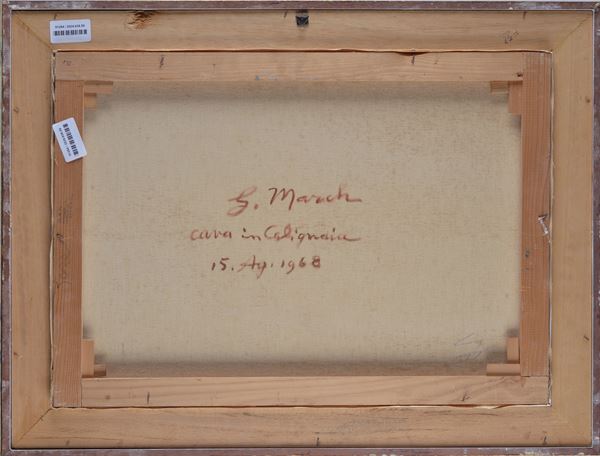 G. March
cava in Calignaia
15. Ag. 1968